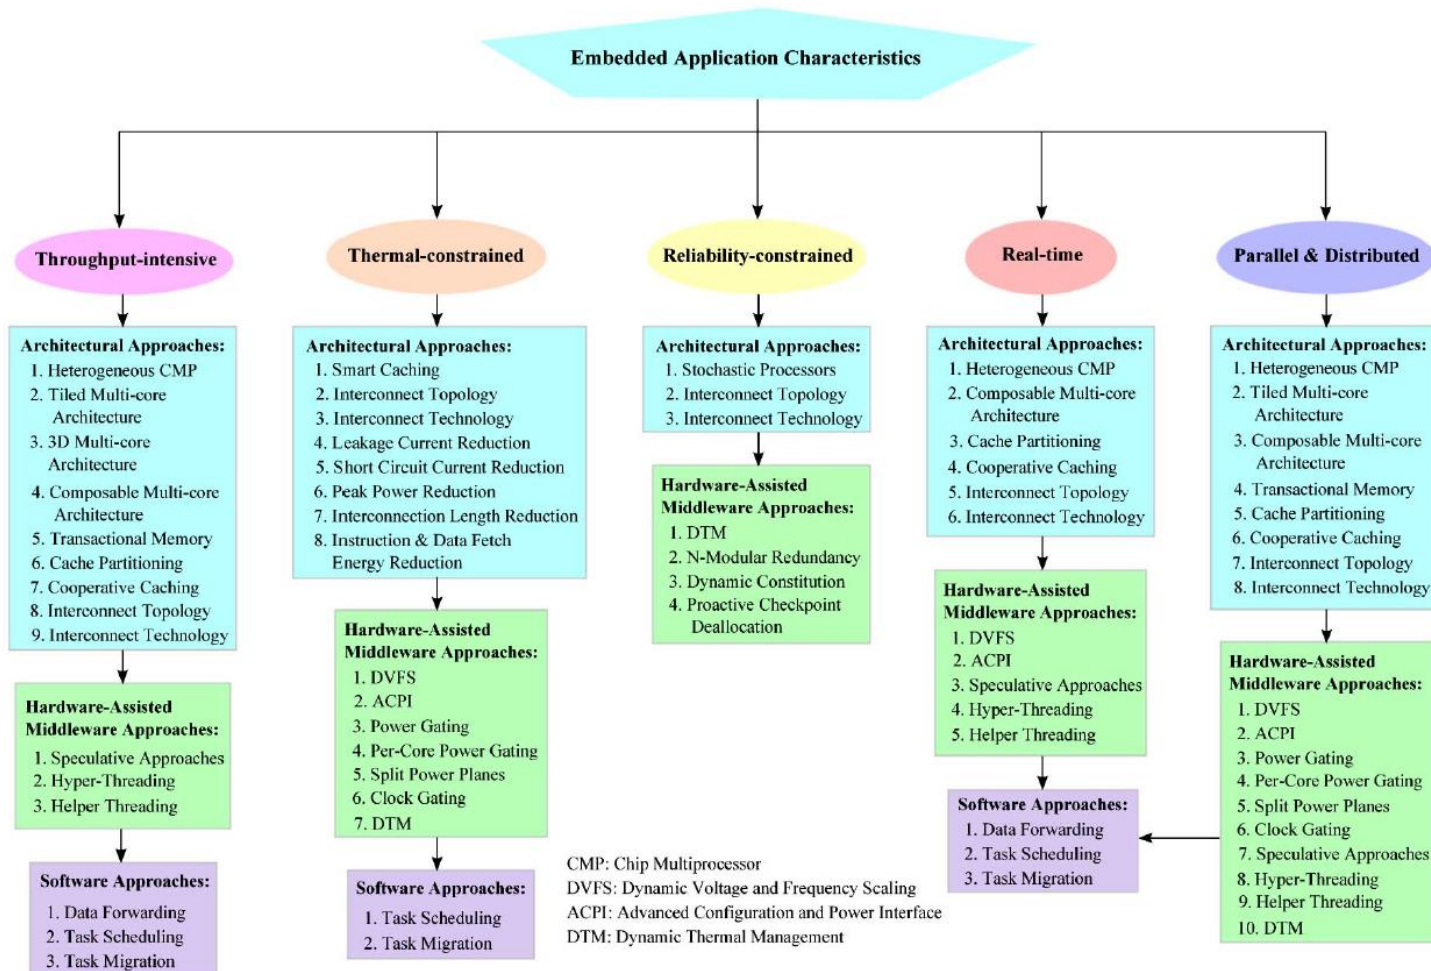 Embedded Application Characteristics
Throughput-intensive
Architectural Approaches:
1. Heterogeneous CMP
2. Tiled Multi-core
Architecture
3. 3D Multi-core
Architecture
4. Composable Multi-core
Architecture
5. Transactional Memory
6. Cache Partitioning
7. Cooperative Caching
8. Interconnect Topology
9. Interconnect Technology
Hardware-Assisted
Middleware Approaches:
1. Speculative Approaches
2. Hyper-Threading
3. Helper Threading
Software Approaches:
1. Data Forwarding
2. Task Scheduling
3. Task Migration
Thermal-constrained
Architectural Approaches:
1. Smart Caching
2. Interconnect Topology
3. Interconnect Technology
4. Leakage Current Reduction
5. Short Circuit Current Reduction
6. Peak Power Reduction
7. Interconnection Length Reduction
8. Instruction & Data Fetch
Energy Reduction
Hardware-Assisted
Middleware Approaches:
1. DVFS
2. ACPI
3. Power Gating
4. Per-Core Power Gating
5. Split Power Planes
6. Clock Gating
7. DTM
Software Approaches:
1. Task Scheduling
2. Task Migration
Reliability-constrained
Architectural Approaches:
1. Stochastic Processors
2. Interconnect Topology
3. Interconnect Technology
Hardware-Assisted
Middleware Approaches:
1. DTM
2. N-Modular Redundancy
3. Dynamic Constitution
4. Proactive Checkpoint
Deallocation
Real-time
Architectural Approaches:
1. Heterogeneous CMP
2. Composable Multi-core
Architecture
3. Cache Partitioning
4. Cooperative Caching
5. Interconnect Topology
6. Interconnect Technology
Hardware-Assisted
Middleware Approaches:
1. DVFS
2. ACPI
3. Speculative Approaches
4. Hyper-Threading
5. Helper Threading
Software Approaches:
1. Data Forwarding
2. Task Scheduling
3. Task Migration
Parallel & Distributed
Architectural Approaches:
1. Heterogeneous CMP
2. Tiled Multi-core
Architecture
3. Composable Multi-core
Architecture
4. Transactional Memory
5. Cache Partitioning
6. Cooperative Caching
7. Interconnect Topology
8. Interconnect Technology
Hardware-Assisted
Middleware Approaches:
1. DVFS
2. ACPI
3. Power Gating
4. Per-Core Power Gating
5. Split Power Planes
6. Clock Gating
7. Speculative Approaches
8. Hyper-Threading
9. Helper Threading
10. DTM
CMP: Chip Multiprocessor
DVFS: Dynamic Voltage and Frequency Scaling
ACPI: Advanced Configuration and Power Interface
DTM: Dynamic Thermal Management